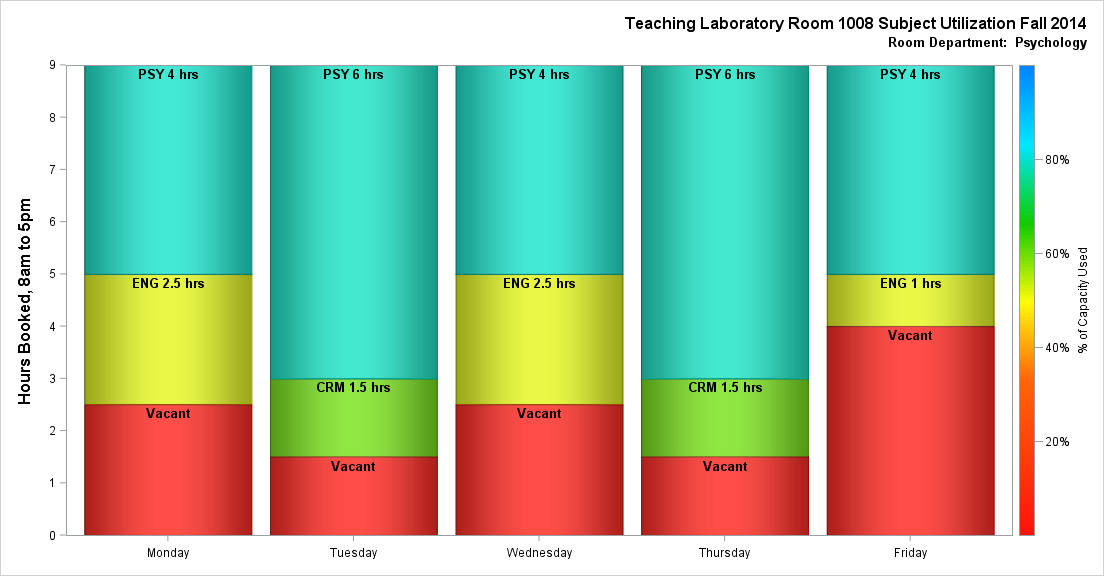 Teaching Laboratory Room 1008 Subject Utilization Fall 2014
Room Department: Psychology
Hours Booked, 8am to 5pm
9
8
7
6
5
4
3
2
1
0
PSY 4 hrs
ENG 2.5 hrs
Vacant
PSY 6 hrs
CRM 1.5 hrs
Vacant
PSY 4 hrs
ENG 2.5 hrs
Vacant
PSY 6 hrs
CRM 1.5 hrs
Vacant
PSY 4 hrs
ENG 1 hrs
Vacant
Monday
Tuesday
Wednesday
Thursday
Friday
80%
60%
40%
20%
% of Capacity Used